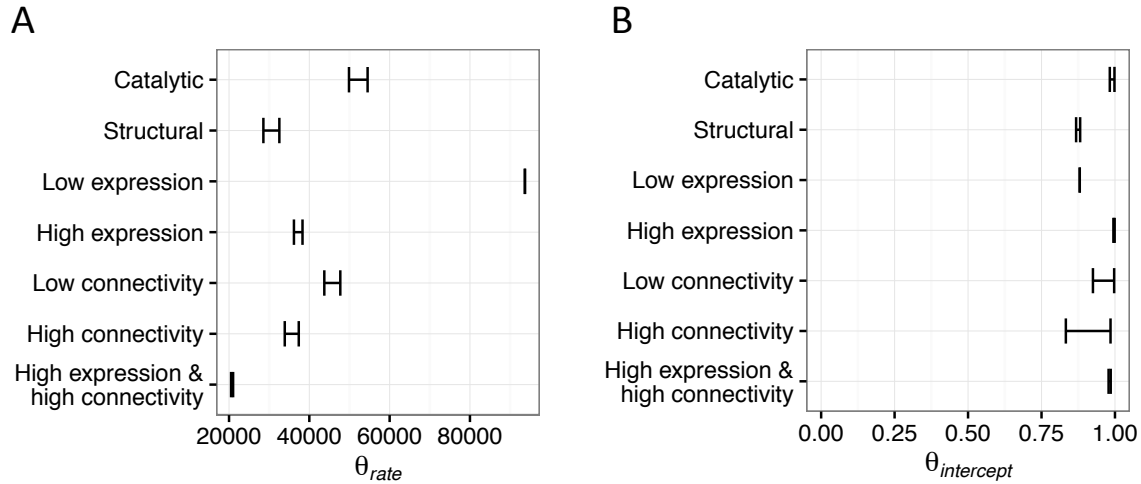 A
Catalytic
Structural
Low expression
High expression
Low connectivity
High connectivity
High expression &
high connectivity
20000 40000 60000 80000
θrate
B
Catalytic
Structural
Low expression
High expression
Low connectivity
High connectivity
High expression &
high connectivity
0.00 0.25 0.50 0.75 1.00
θintercept